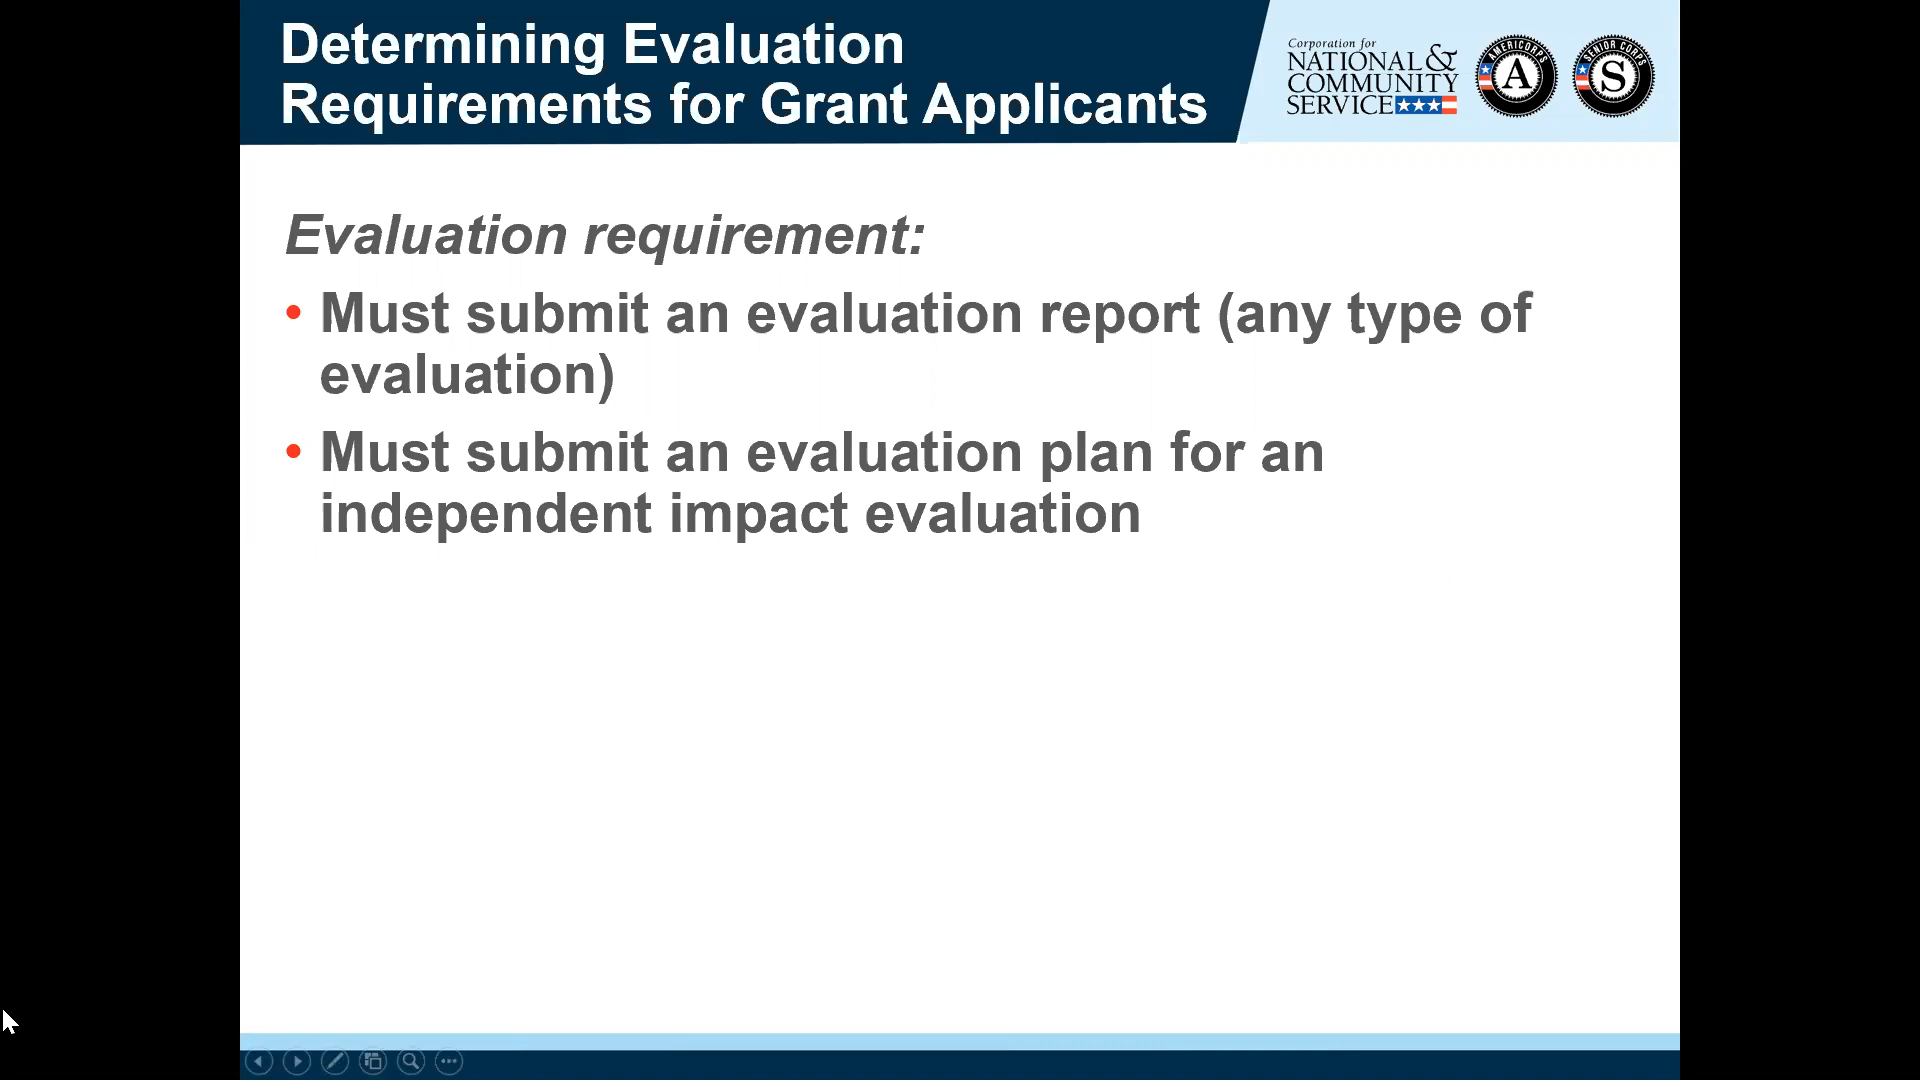 Determining Evaluation
Requirements for Grant Applicants
Corporation for
NATIONAL &
COMMUNITY
SERVICE
AMERICORPS
A
SENIOR CORPS
S
Evaluation requirement:
• Must submit an evaluation report (any type of
evaluation)
• Must submit an evaluation plan for an
independent impact evaluation